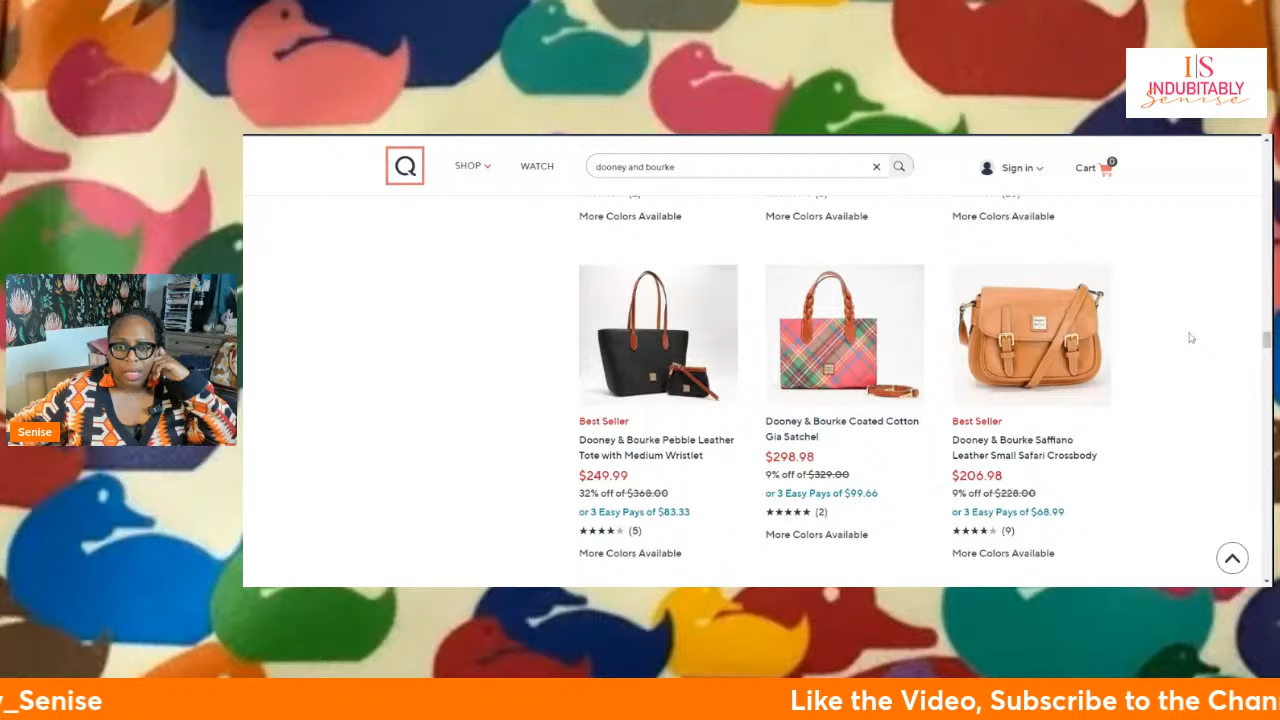 I|S
INDUBITABLY
Senise
Q
SHOP
WATCH
dooney and bourke
Sign in
Cart
0
More Colors Available
More Colors Available
More Colors Available
Best Seller
Dooney & Bourke Pebble Leather
Tote with Medium Wristlet
$249.99
32% off of $368.00
or 3 Easy Pays of $83.33
(5)
More Colors Available
Dooney & Bourke Coated Cotton
Gia Satchel
$298.98
9% off of $329.00
or 3 Easy Pays of $99.66
(2)
More Colors Available
Best Seller
Dooney & Bourke Saffiano
Leather Small Safari Crossbody
$206.98
9% off of $228.00
or 3 Easy Pays of $68.99
(9)
More Colors Available
Senise
y_Senise
Like the Video, Subscribe to the Chan